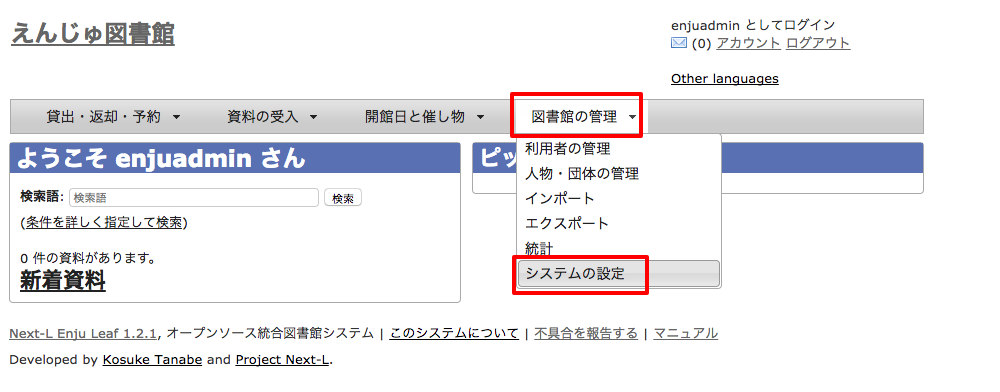 えんじゅ図書館
enjuadmin としてログイン
(0) アカウント ログアウト
Other languages
貸出・返却・予約 資料の受入 開館日と催し物 図書館の管理
利用者の管理
人物・団体の管理
インポート
エクスポート
統計
システムの設定
ようこそ enjuadmin さん
検索語: 検索語 検索
(条件を詳しく指定して検索)
0 件の資料があります。
新着資料
Next-L Enju Leaf 1.2.1, オープンソース統合図書館システム | このシステムについて | 不具合を報告する | マニュアル
Developed by Kosuke Tanabe and Project Next-L.